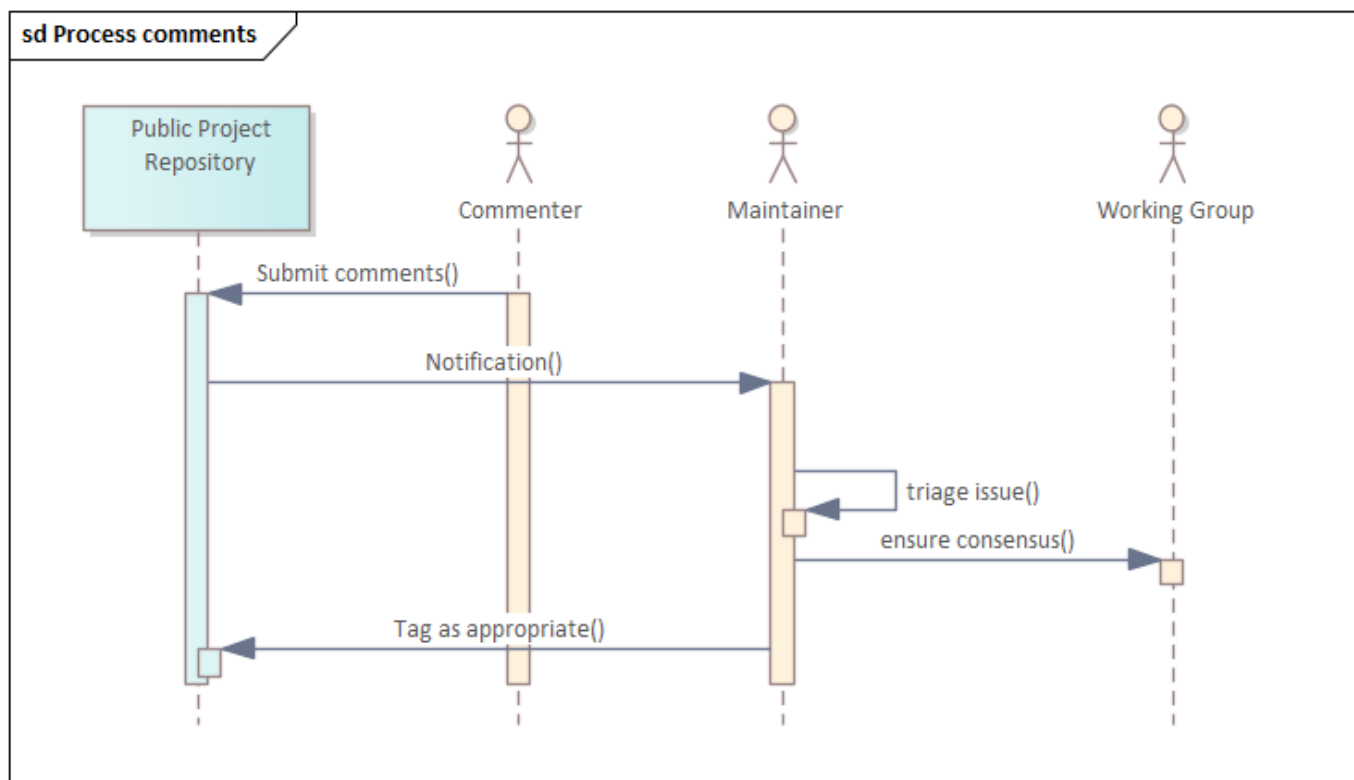 sd Process comments
Public Project
Repository
Commenter
Maintainer
Working Group
Submit comments()
Notification()
triage issue()
ensure consensus()
Tag as appropriate()